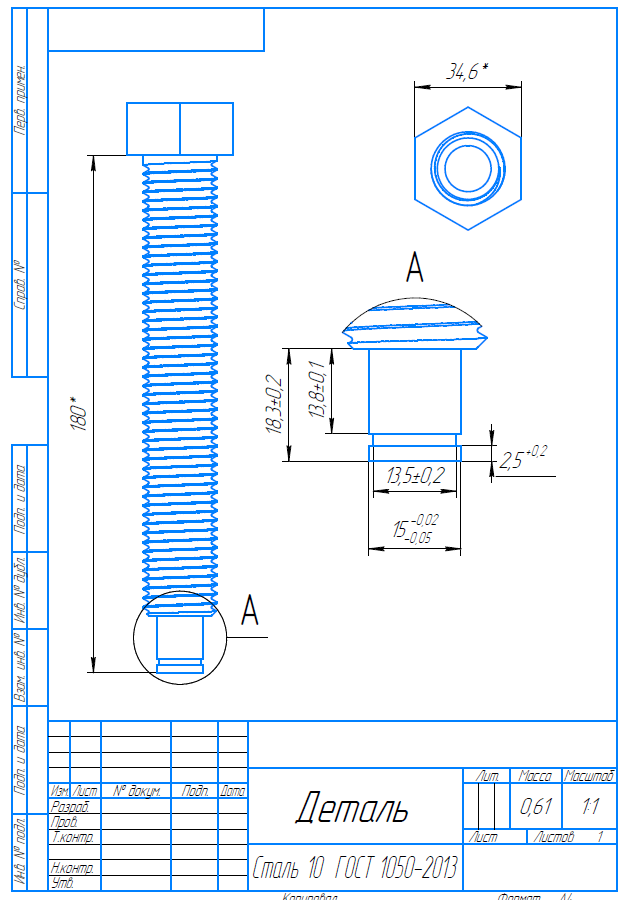 Перв. примен.
Справ. №
Подп. и дата
Инв. № дубл.
Взам. инв. №
Подп. и дата
Инв. № подл.
34,6*
180*
А
А
18,3±0,2
13,8±0,1
2,5+0,2
13,5±0,2
15-0,02
-0,05
Изм. Лист № докум. Подп. Дата
Разраб.
Пров.
Т.контр.
Н.контр.
Утв.
Деталь
Сталь 10 ГОСТ 1050-2013
Лит. Масса Масштаб
0,61 1:1
Лист Листов 1
Копировал Формат А4